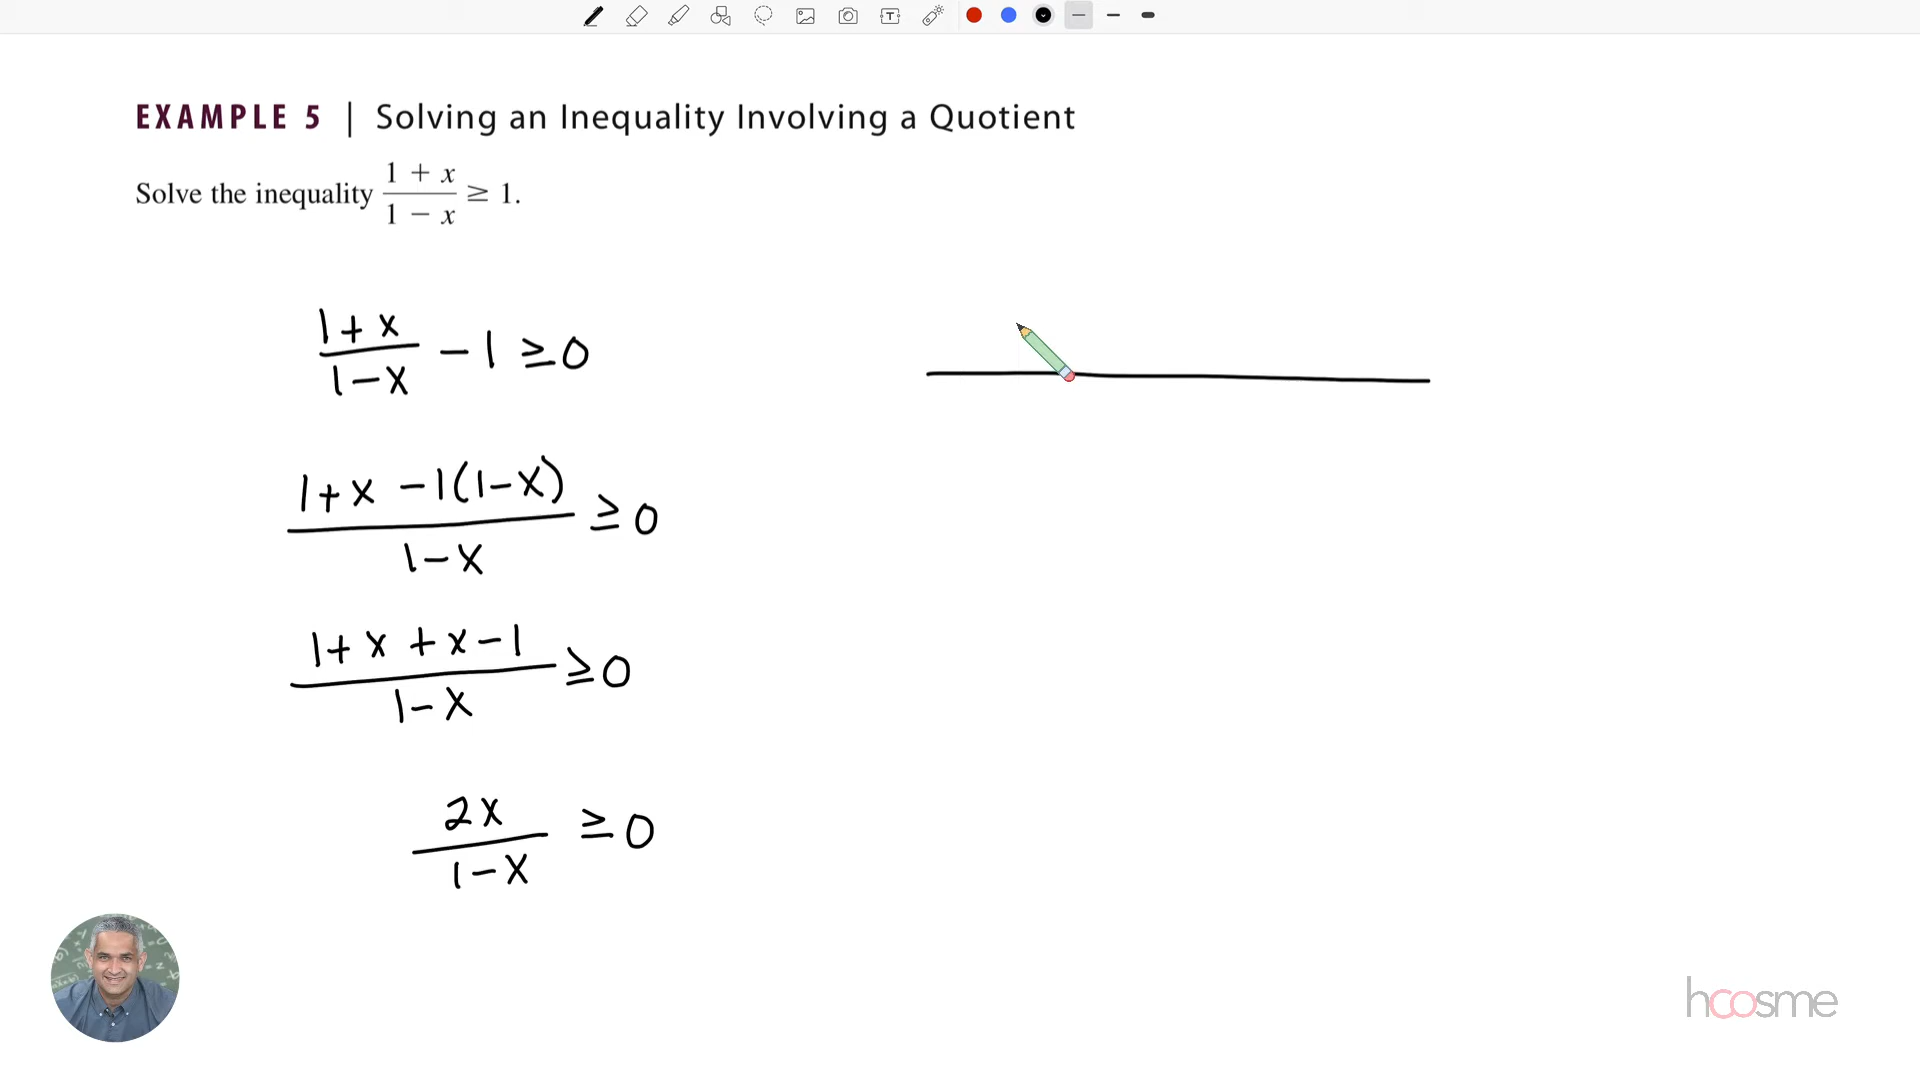 EXAMPLE 5 | Solving an Inequality Involving a Quotient
Solve the inequality (1 + x)/(1 − x) ≥ 1.
(1+x)/(1-x) - 1 ≥ 0
(1+x -1(1-x))/(1-x) ≥ 0
(1+x+x-1)/(1-x) ≥ 0
2x/(1-x) ≥ 0
hcosme